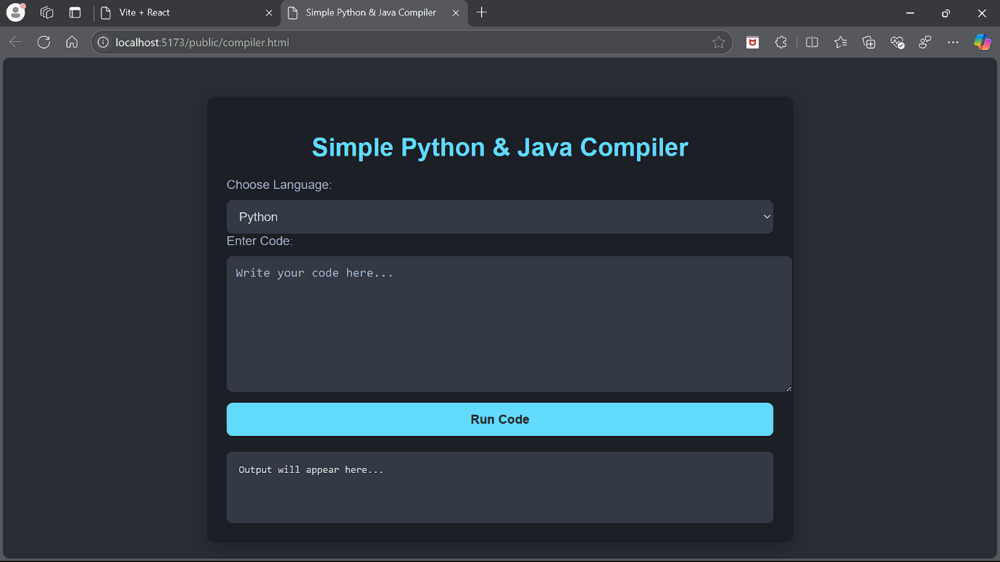 Vite + React
Simple Python & Java Compiler
localhost:5173/public/compiler.html
Simple Python & Java Compiler
Choose Language:
Python
Enter Code:
Write your code here...
Run Code
Output will appear here...